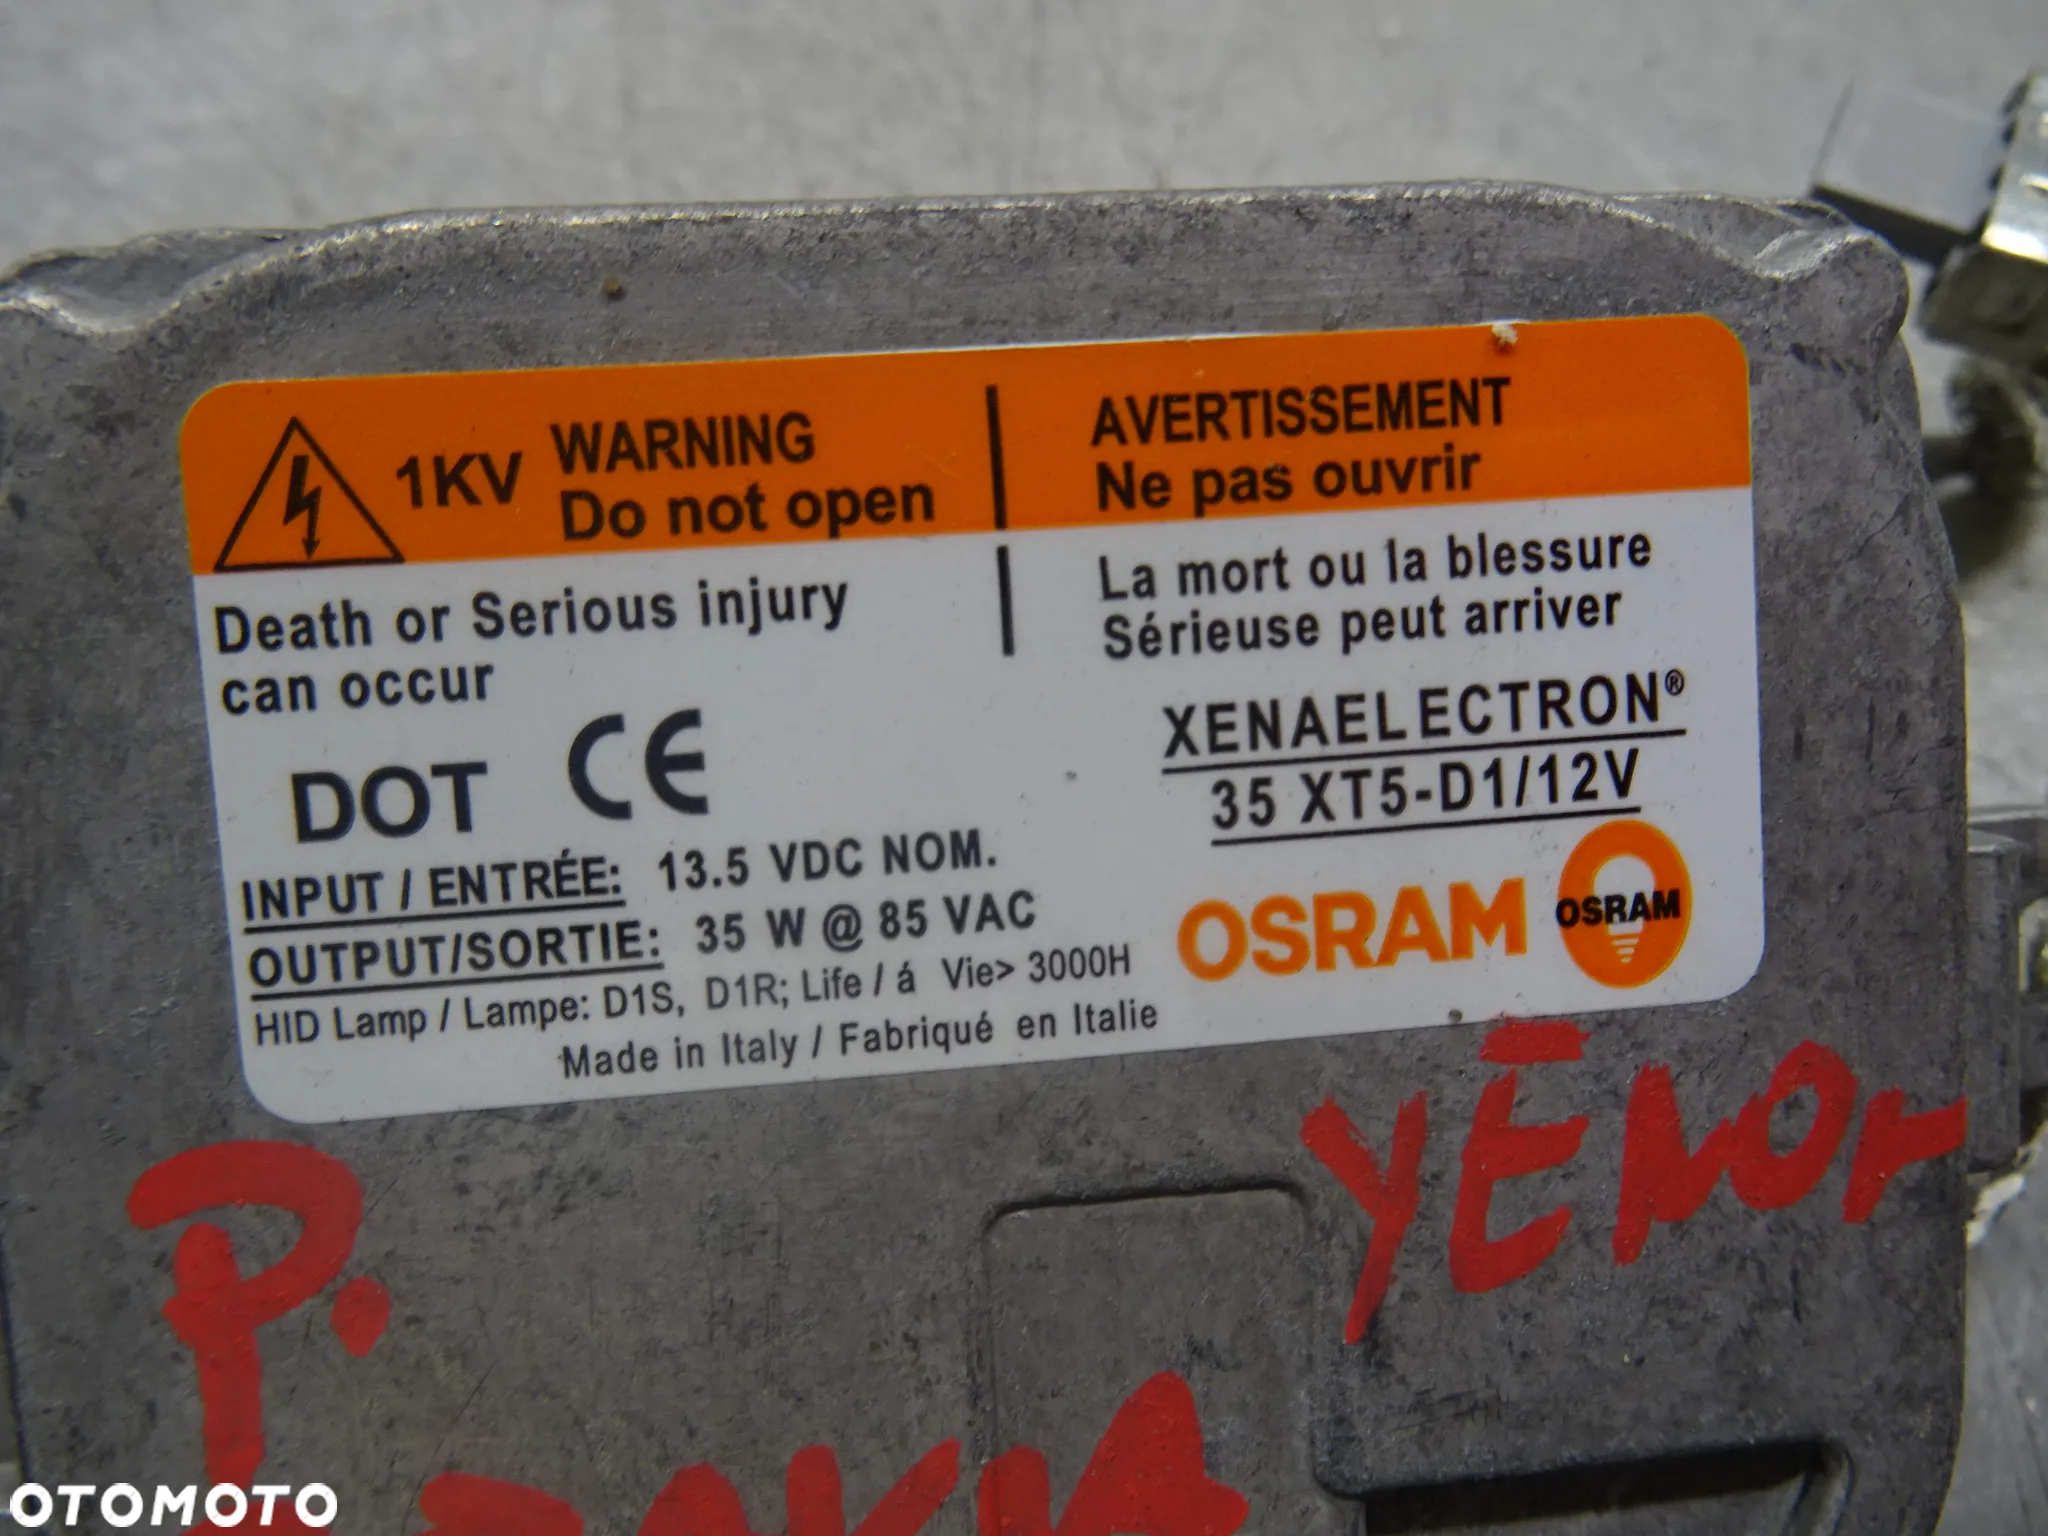 1KV
WARNING
Do not open
AVERTISSEMENT
Ne pas ouvrir
Death or Serious injury
can occur
La mort ou la blessure
Sérieuse peut arriver
DOT CE
XENAELECTRON®
35 XT5-D1/12V
INPUT / ENTRÉE: 13.5 VDC NOM.
OUTPUT/SORTIE: 35 W @ 85 VAC
HID Lamp / Lampe: D1S, D1R; Life / á Vie> 3000H
Made in Italy / Fabriqué en Italie
OSRAM
OSRAM
P.
OTOMOTO